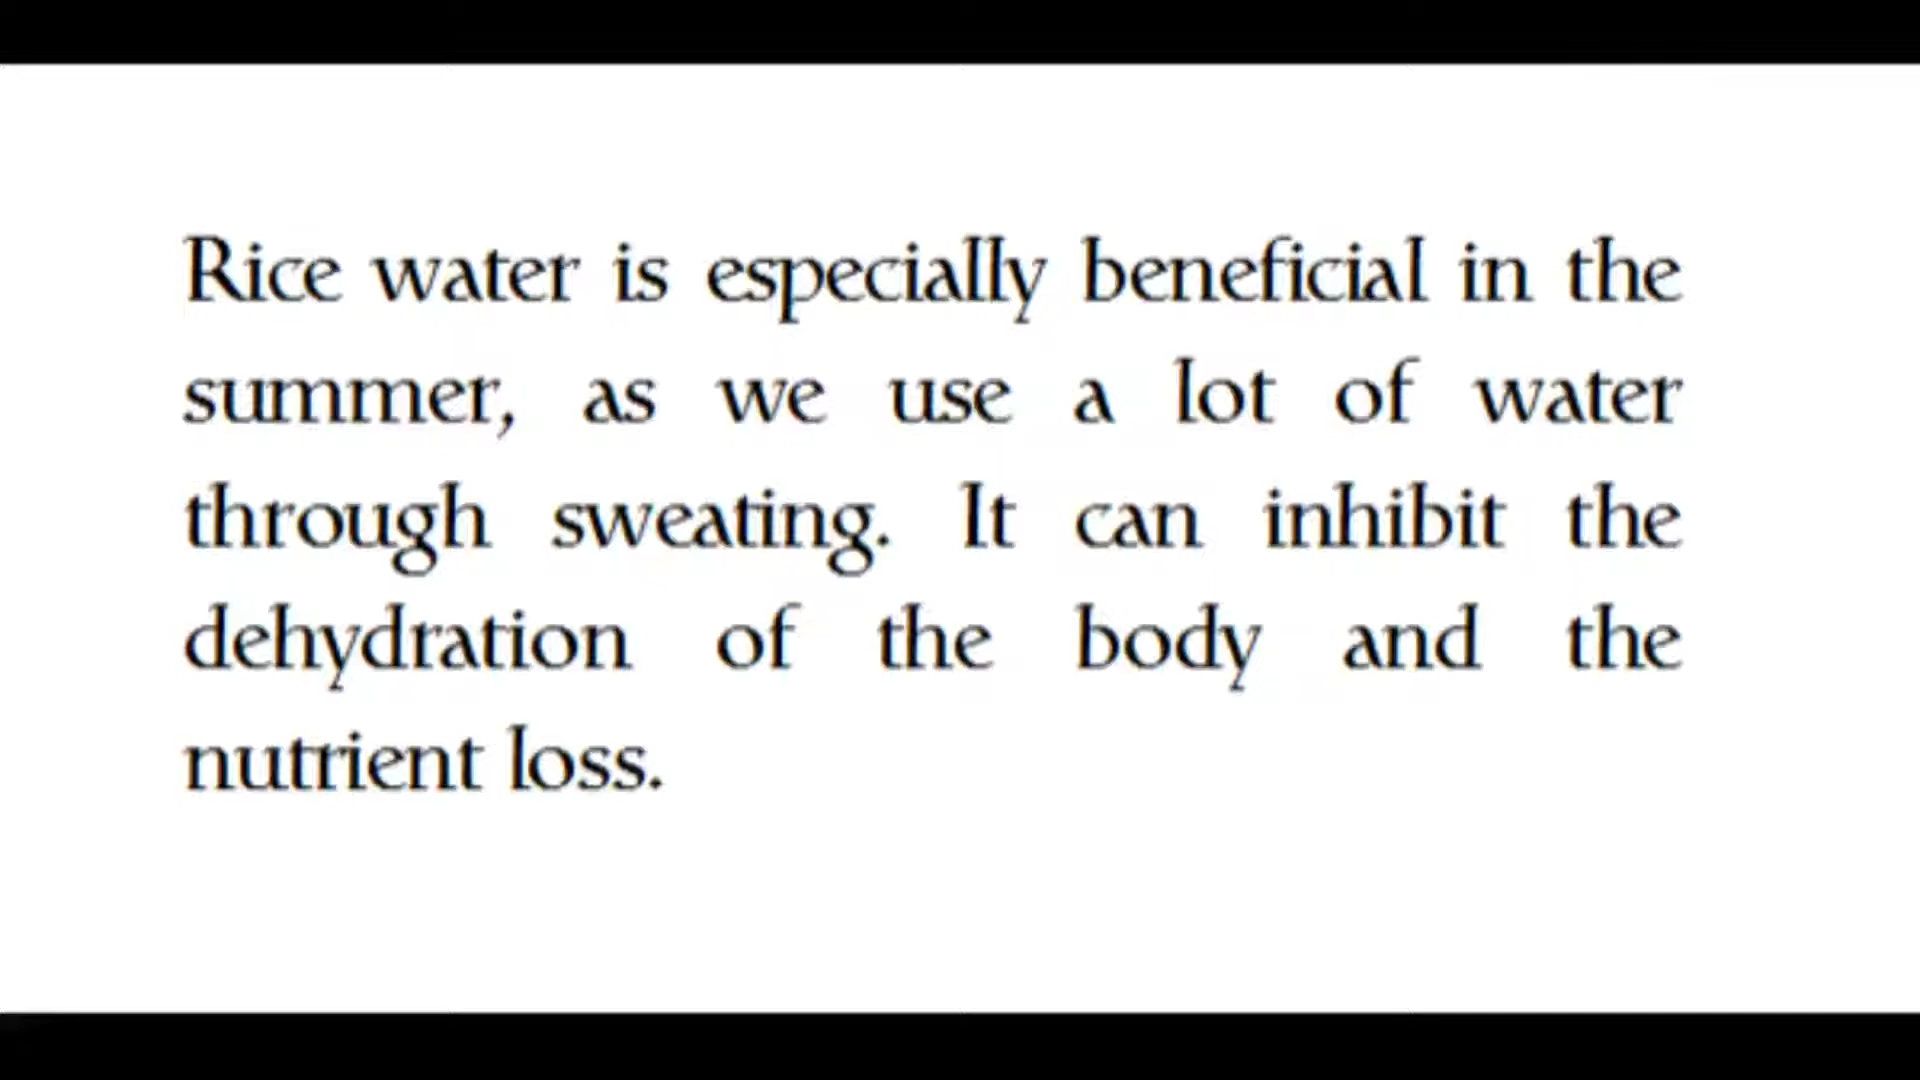 Rice water is especially beneficial in the
summer, as we use a lot of water
through sweating. It can inhibit the
dehydration of the body and the
nutrient loss.